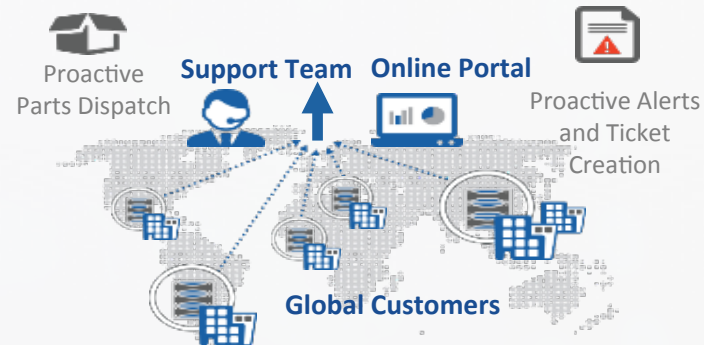 Proactive
Parts Dispatch
Support Team
Online Portal
Proactive Alerts
and Ticket
Creation
Global Customers